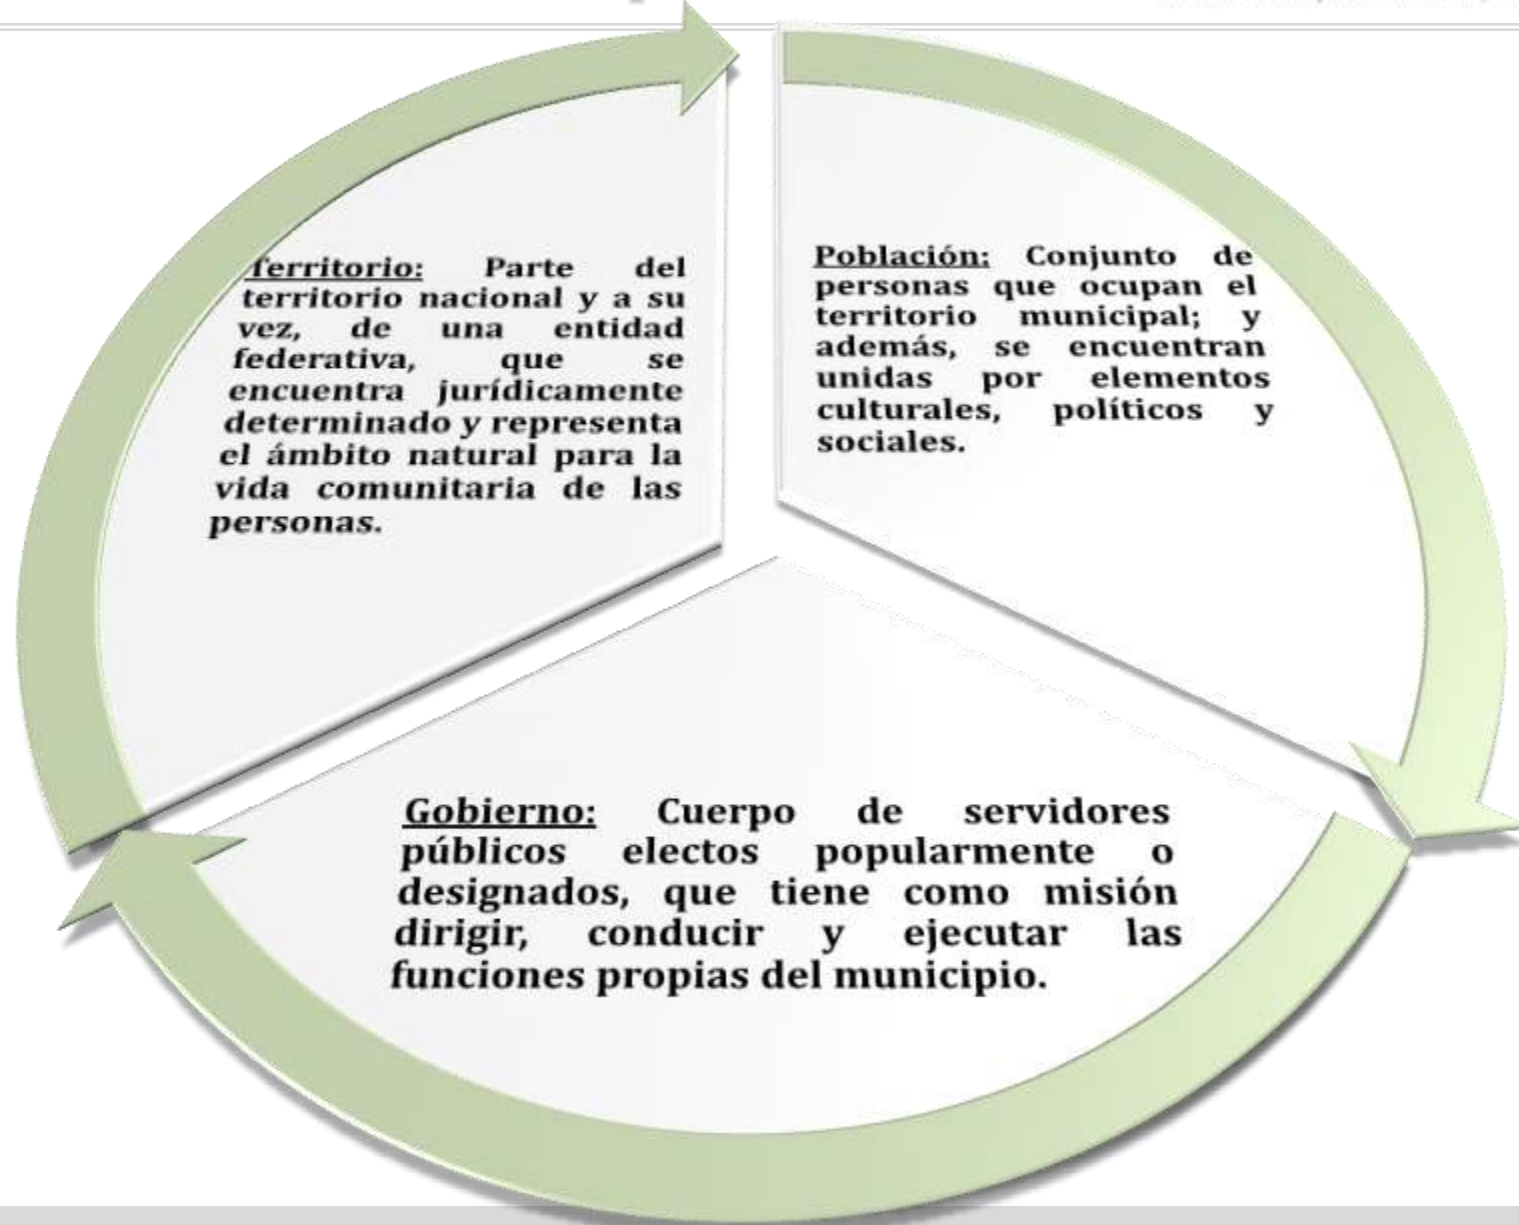 Territorio: Parte del
territorio nacional y a su
vez, de una entidad
federativa, que se
encuentra jurídicamente
determinado y representa
el ámbito natural para la
vida comunitaria de las
personas.
Población: Conjunto de
personas que ocupan el
territorio municipal; y
además, se encuentran
unidas por elementos
culturales, políticos y
sociales.
Gobierno: Cuerpo de servidores
públicos electos popularmente o
designados, que tiene como misión
dirigir, conducir y ejecutar las
funciones propias del municipio.